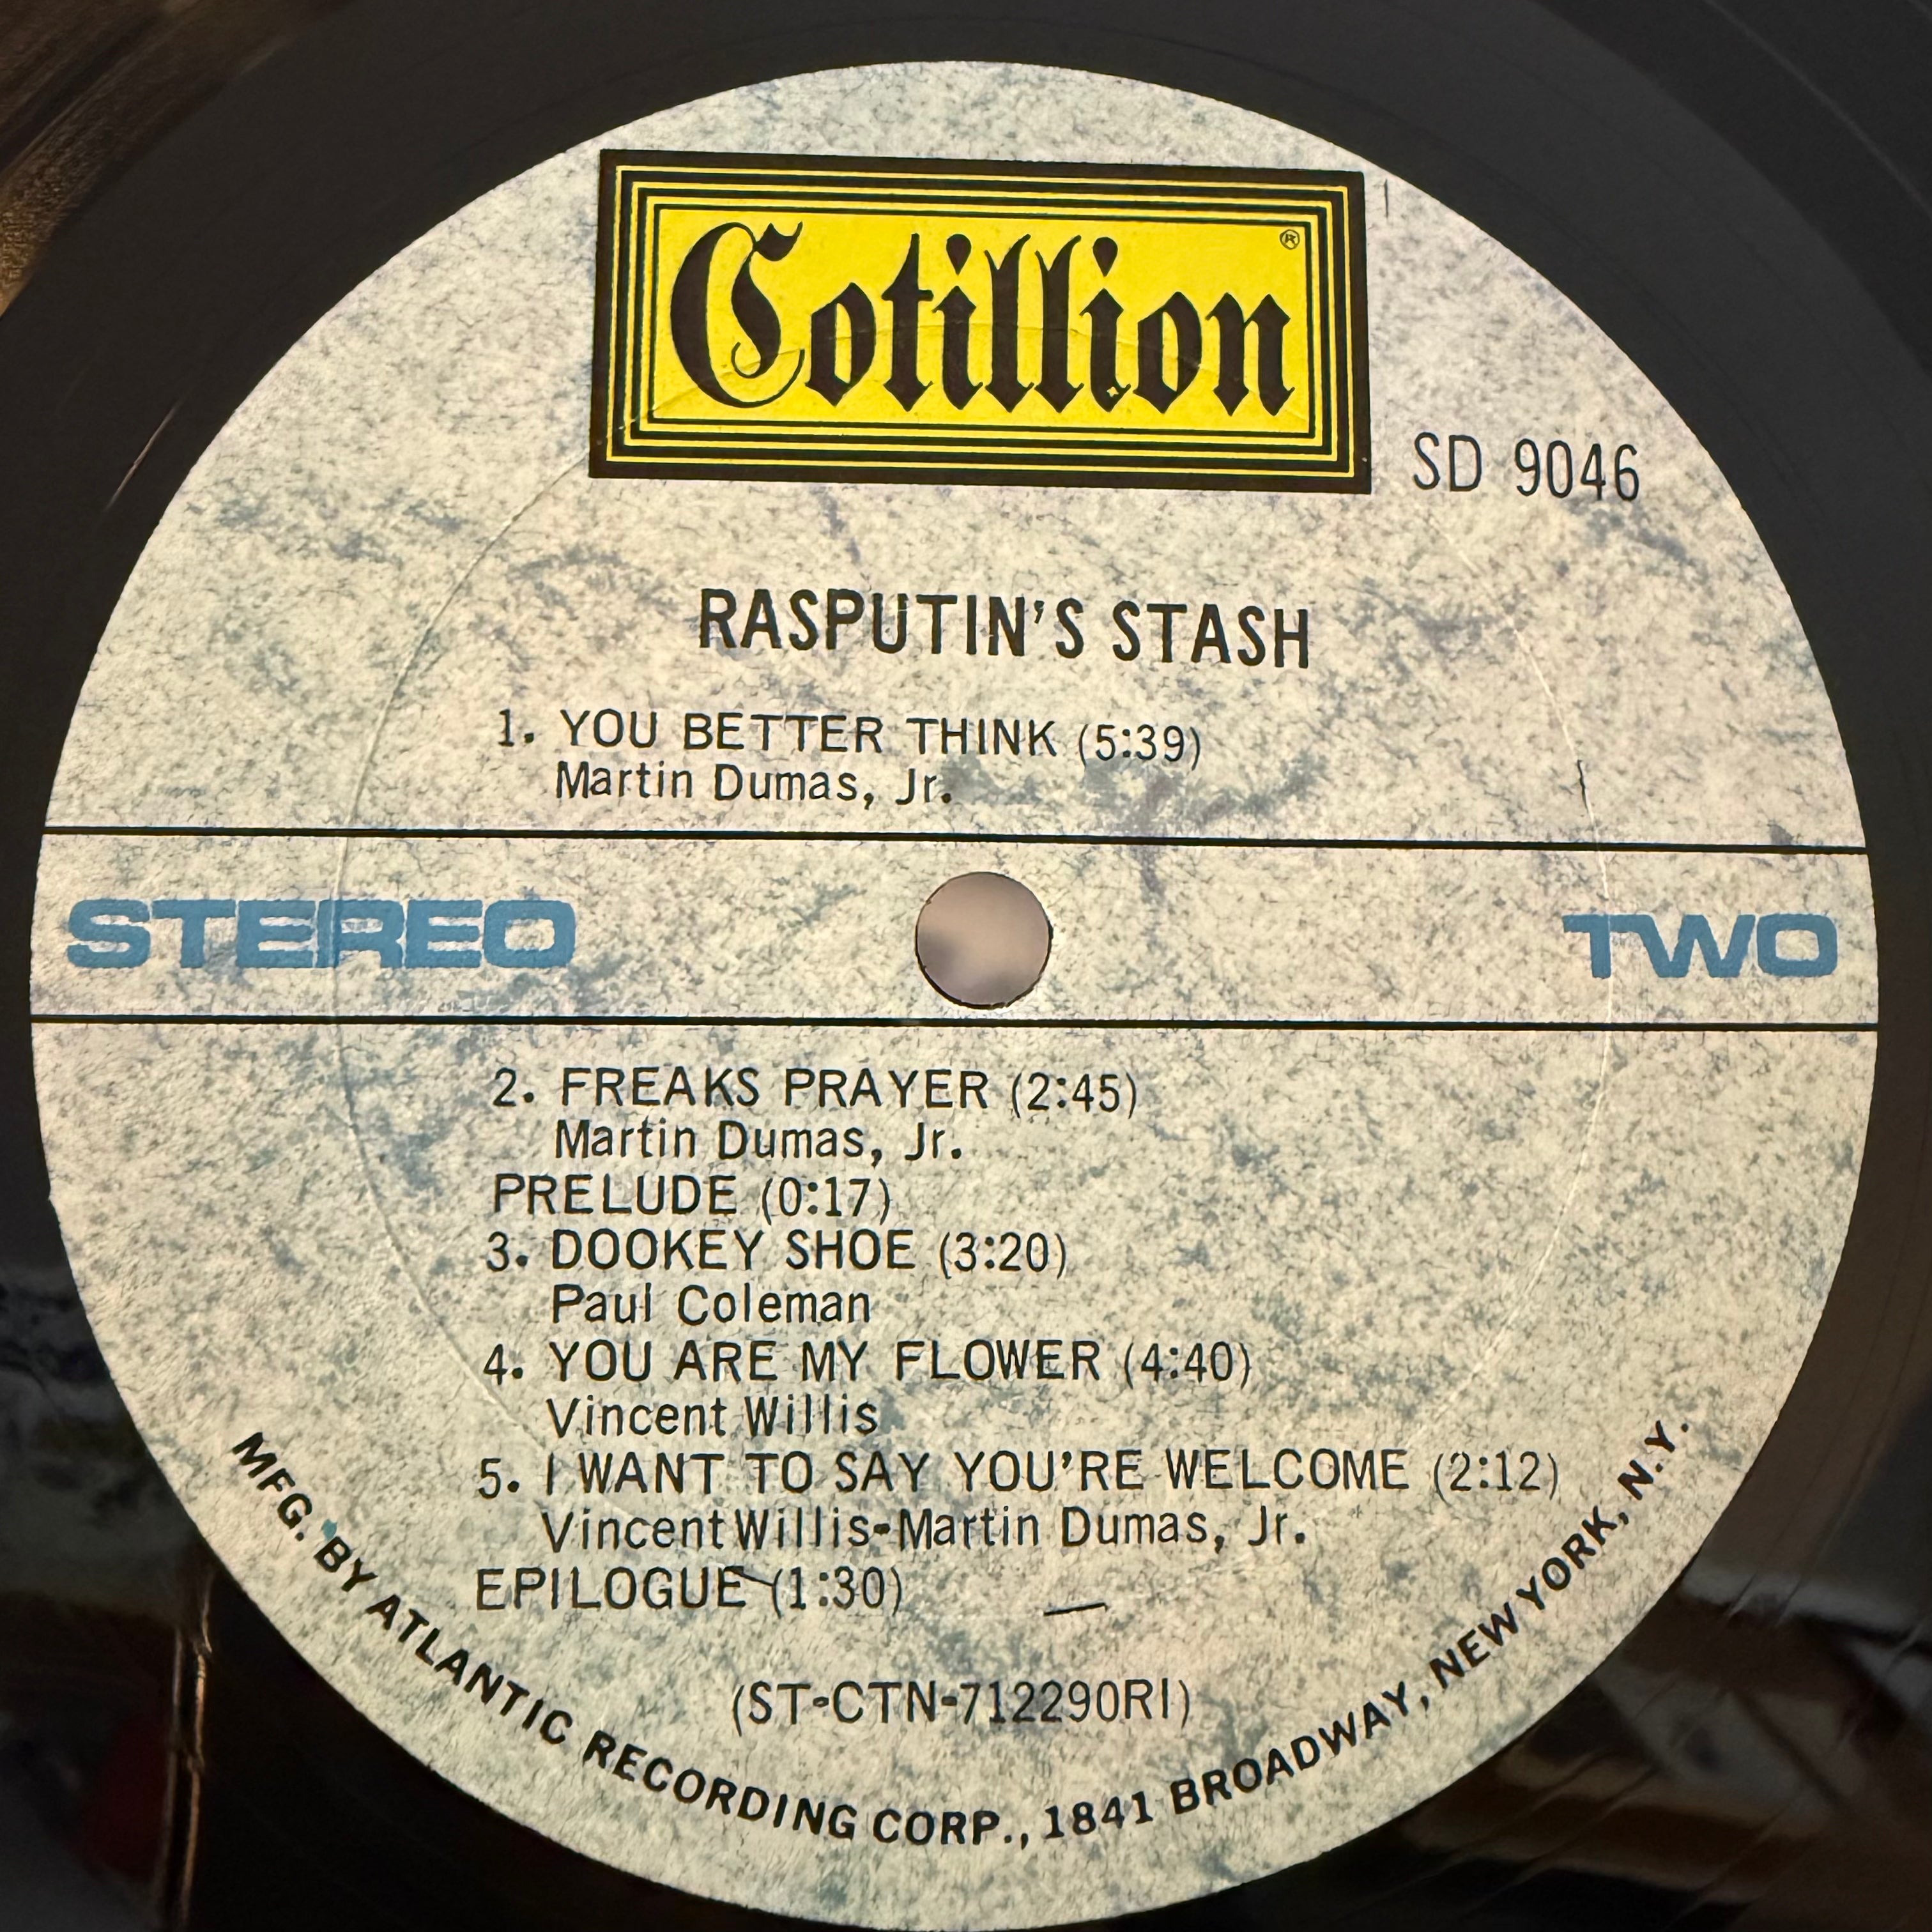 Cotillion®
SD 9046
RASPUTIN'S STASH
1. YOU BETTER THINK (5:39)
Martin Dumas, Jr.
STEREO
TWO
2. FREAKS PRAYER (2:45)
Martin Dumas, Jr.
PRELUDE (0:17)
3. DOOKEY SHOE (3:20)
Paul Coleman
4. YOU ARE MY FLOWER (4:40)
Vincent Willis
5. I WANT TO SAY YOU'RE WELCOME (2:12)
Vincent Willis-Martin Dumas, Jr.
EPILOGUE (1:30)
(ST-CTN-712290RI)
MFG. BY ATLANTIC RECORDING CORP., 1841 BROADWAY, NEW YORK, N.Y.